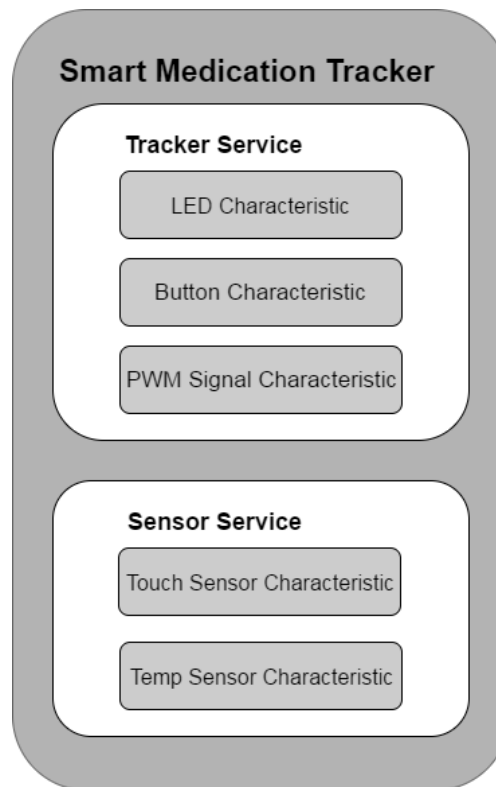 Smart Medication Tracker
Tracker Service
LED Characteristic
Button Characteristic
PWM Signal Characteristic
Sensor Service
Touch Sensor Characteristic
Temp Sensor Characteristic